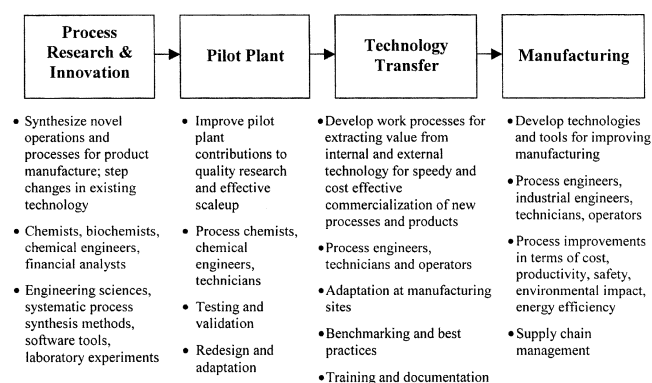 Process
Research &
Innovation
Pilot Plant
Technology
Transfer
Manufacturing
• Synthesize novel
operations and
processes for product
manufacture; step
changes in existing
technology
• Chemists, biochemists,
chemical engineers,
financial analysts
• Engineering sciences,
systematic process
synthesis methods,
software tools,
laboratory experiments
• Improve pilot
plant
contributions to
quality research
and effective
scaleup
• Process chemists,
chemical
engineers,
technicians
• Testing and
validation
• Redesign and
adaptation
• Develop work processes for
extracting value from
internal and external
technology for speedy and
cost effective
commercialization of new
processes and products
• Process engineers,
technicians and operators
• Adaptation at manufacturing
sites
• Benchmarking and best
practices
• Training and documentation
• Develop technologies
and tools for improving
manufacturing
• Process engineers,
industrial engineers,
technicians, operators
• Process improvements
in terms of cost,
productivity, safety,
environmental impact,
energy efficiency
• Supply chain
management